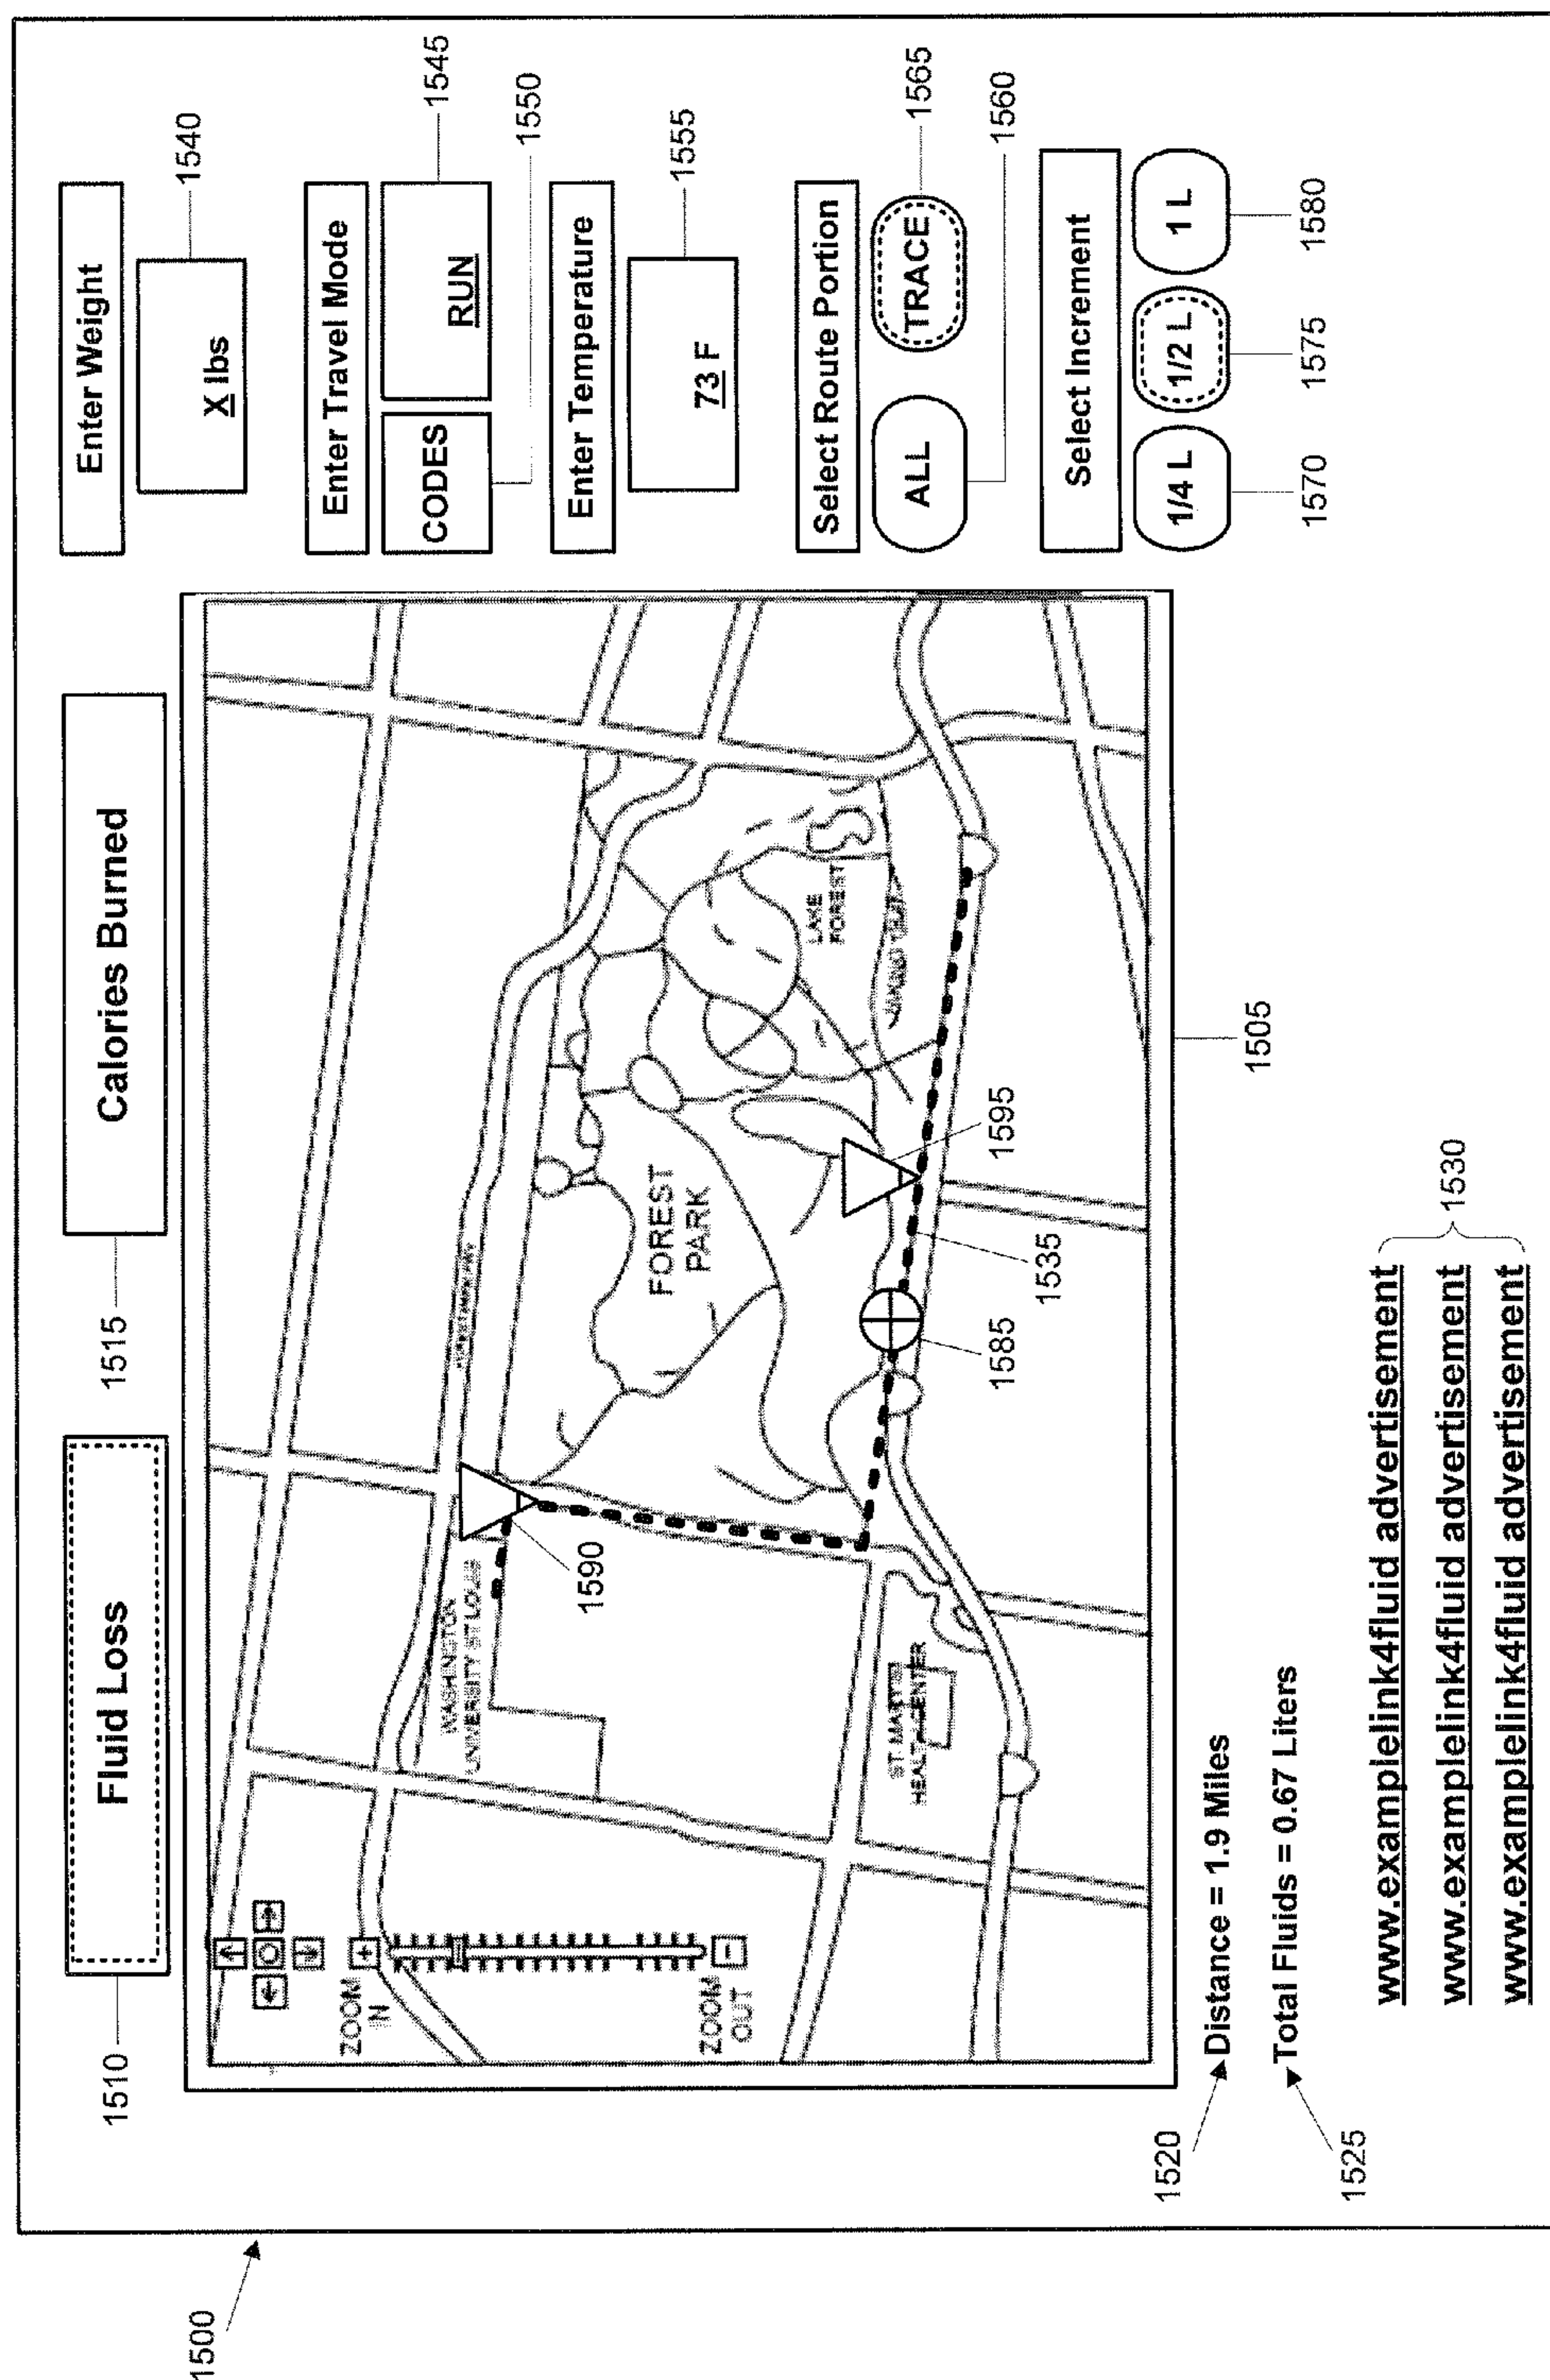 1500
1510
Fluid Loss
1515
Calories Burned
Enter Weight
X lbs
1540
Enter Travel Mode
CODES
RUN
1545
1550
Enter Temperature
73 F
1555
Select Route Portion
ALL
TRACE
1565
1560
Select Increment
1/4 L
1/2 L
1 L
1570
1575
1580
ZOOM
IN
ZOOM
OUT
WASHINGTON
UNIVERSITY ST LOUIS
1590
FOREST
PARK
LAKE
FOREST
ST MARY'S
HEALTH CENTER
1585
1535
1595
1505
1520
Distance = 1.9 Miles
1525
Total Fluids = 0.67 Liters
www.examplelink4fluid advertisement
www.examplelink4fluid advertisement
www.examplelink4fluid advertisement
1530